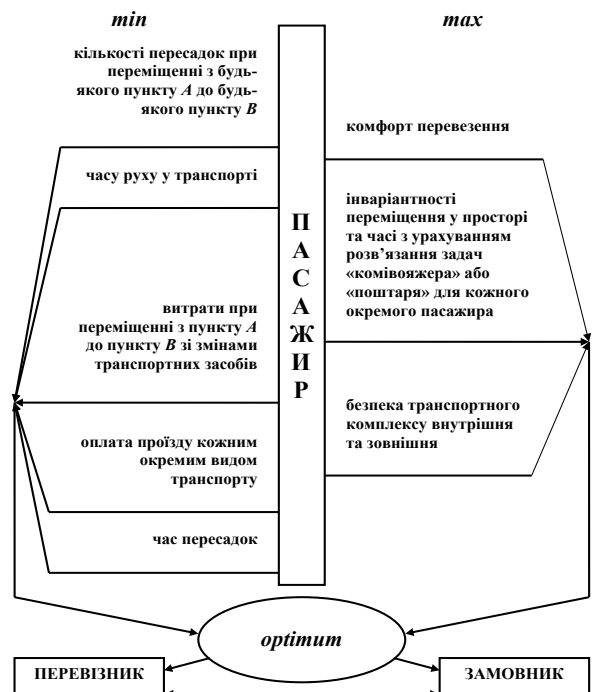 min
max
кількості пересадок при
переміщенні з будь-
якого пункту A до будь-
якого пункту B
комфорт перевезення
часу руху у транспорті
інваріантності
переміщення у просторі
та часі з урахуванням
розв’язання задач
«комівояжера» або
«поштаря» для кожного
окремого пасажира
ПАСАЖИР
витрати при
переміщенні з пункту A
до пункту B зі змінами
транспортних засобів
безпека транспортного
комплексу внутрішня
та зовнішня
оплата проїзду кожним
окремим видом
транспорту
час пересадок
optimum
ПЕРЕВІЗНИК
ЗАМОВНИК